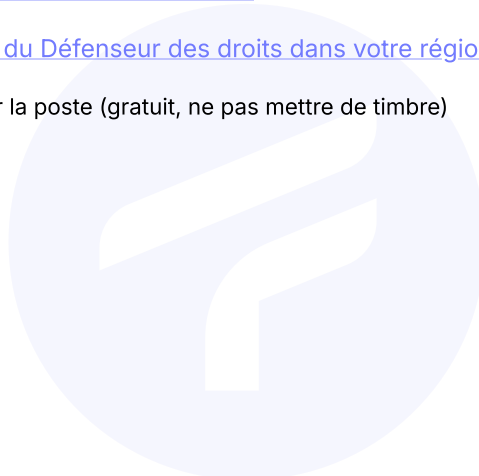 du Défenseur des droits dans votre régio
r la poste (gratuit, ne pas mettre de timbre)